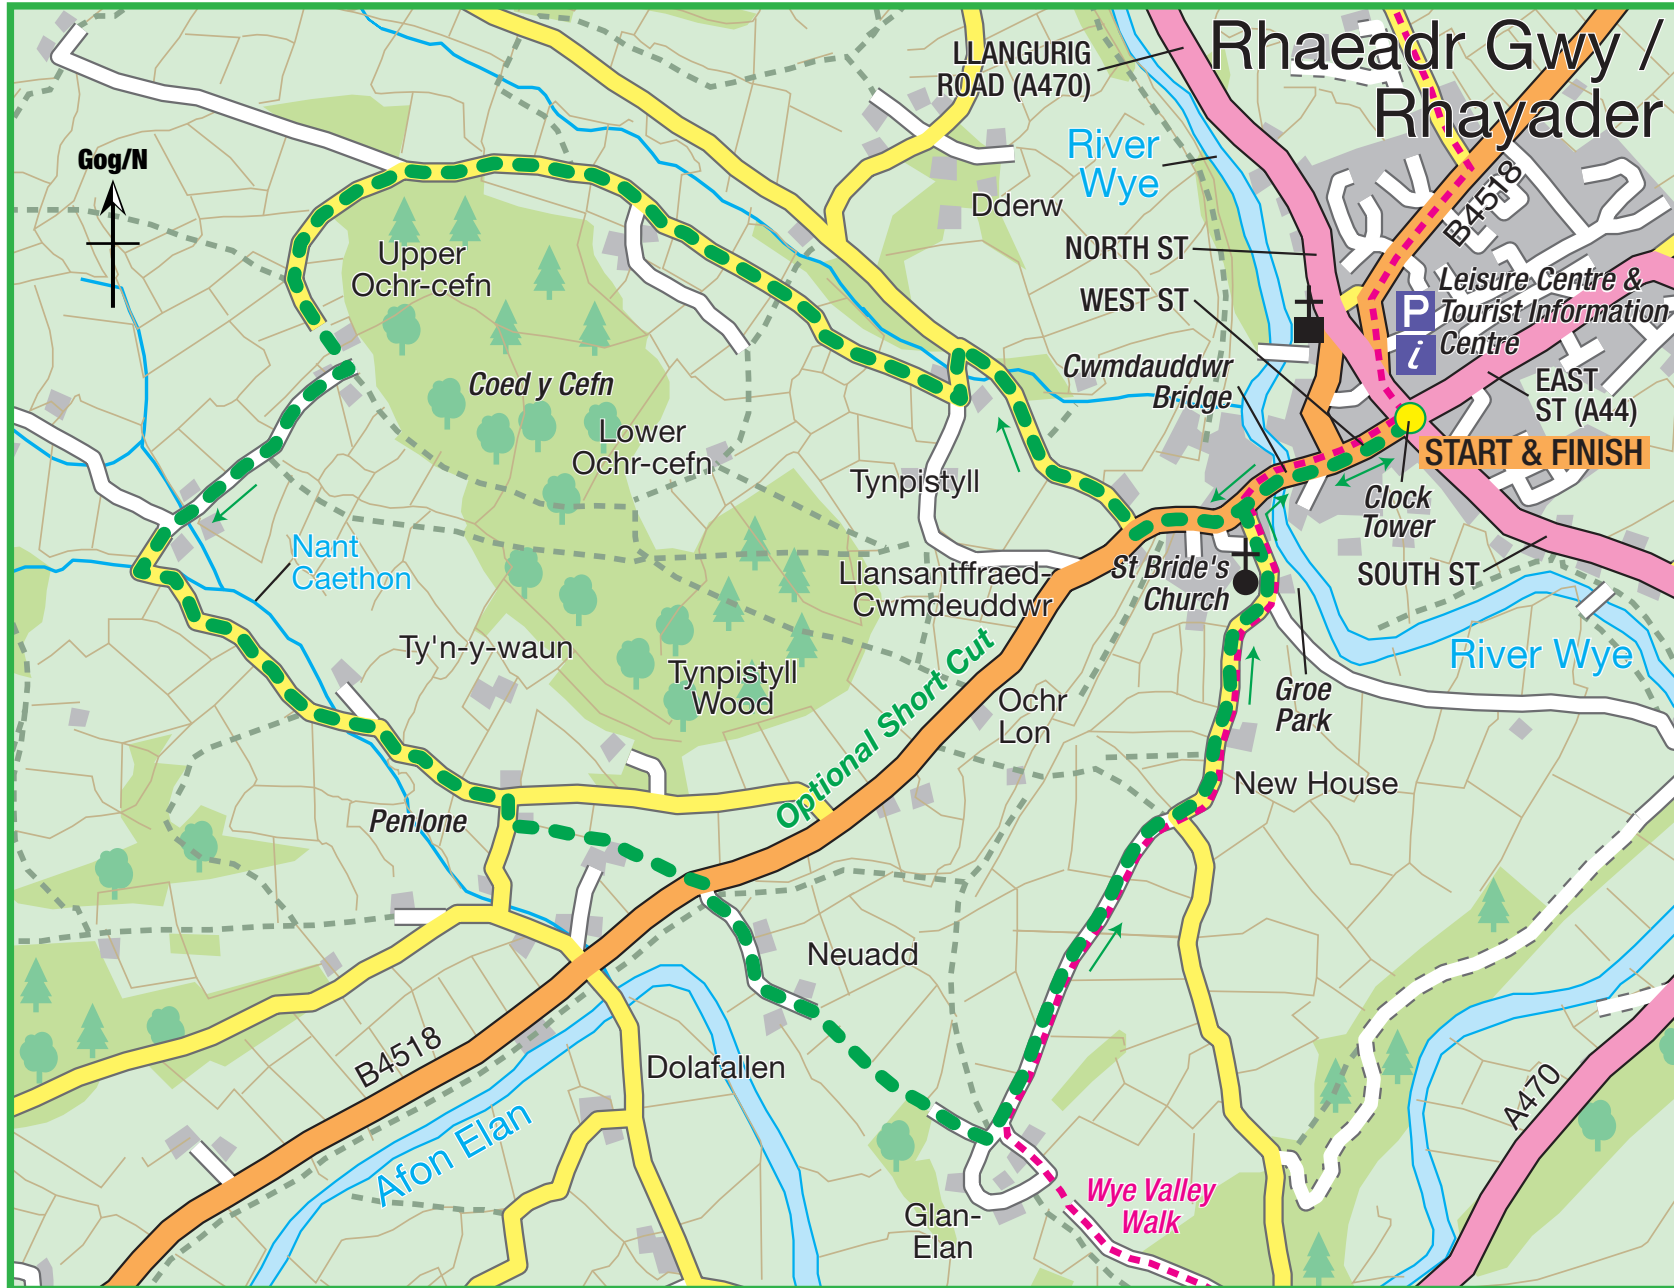 Rhaeadr Gwy /
Rhayader
LLANGURIG
ROAD (A470)
River
Wye
Gog/N
Dderw
B4518
NORTH ST
Upper
Ochr-cefn
WEST ST
P
i
Leisure Centre &
Tourist Information
Centre
Cwmdauddwr
Bridge
EAST
ST (A44)
Coed y Cefn
Lower
Ochr-cefn
START & FINISH
Tynpistyll
Clock
Tower
Nant
Caethon
Llansantffraed-
Cwmdeuddwr
St Bride's
Church
SOUTH ST
Ty'n-y-waun
River Wye
Tynpistyll
Wood
Optional Short Cut
Ochr
Lon
Groe
Park
New House
Penlone
Neuadd
B4518
Dolafallen
A470
Afon Elan
Wye Valley
Walk
Glan-
Elan